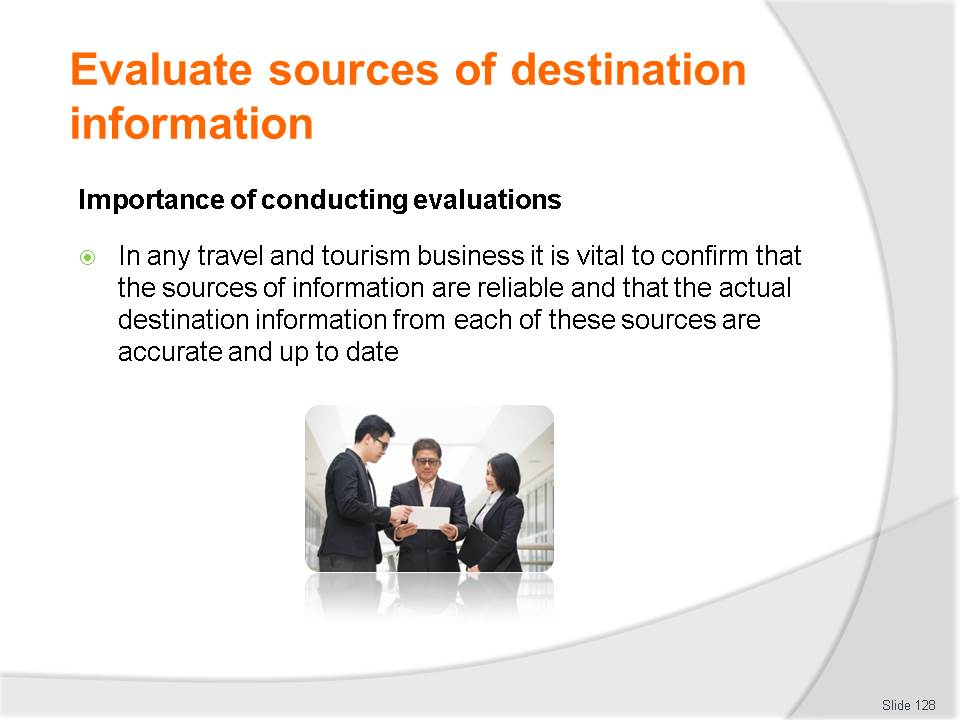 Evaluate sources of destination
information
Importance of conducting evaluations
In any travel and tourism business it is vital to confirm that
the sources of information are reliable and that the actual
destination information from each of these sources are
accurate and up to date
Slide 128